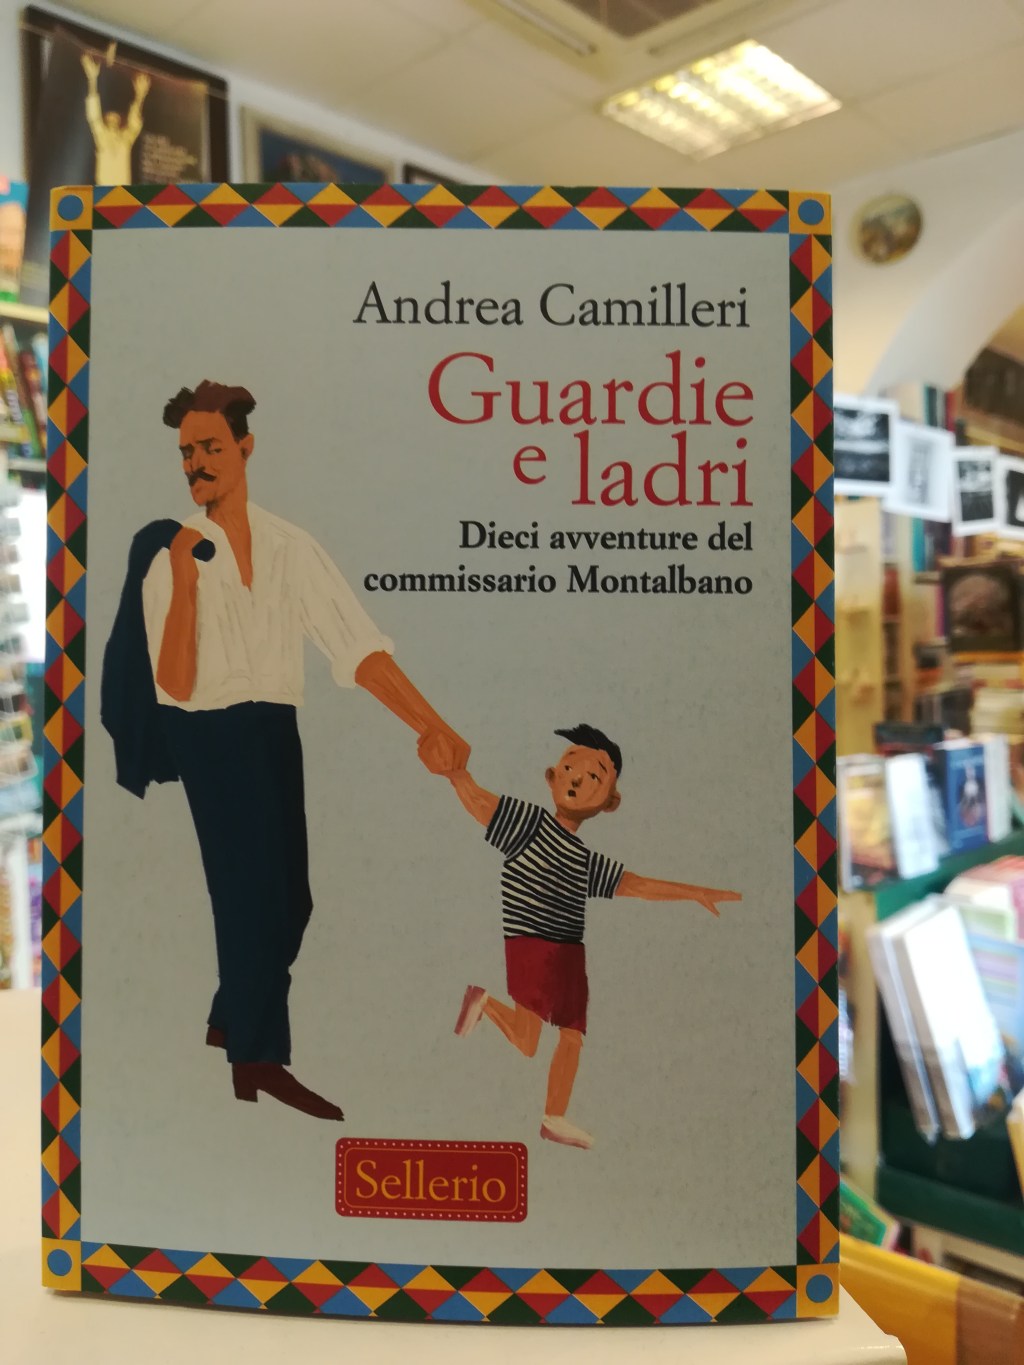 Andrea Camilleri
Guardie
e ladri
Dieci avventure del
commissario Montalbano
Sellerio